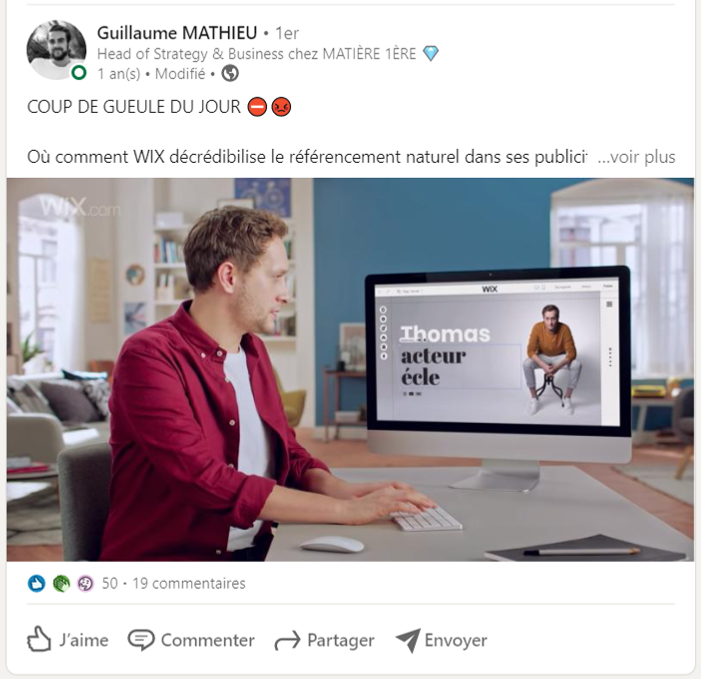 Guillaume MATHIEU • 1er
Head of Strategy & Business chez MATIÈRE 1ÈRE 💎
1 an(s) • Modifié •
COUP DE GUEULE DU JOUR ⛔😡
Où comment WIX décrédibilise le référencement naturel dans ses publici ...voir plus
WiX.com
WIX
Thomas
acteur
écle
50 • 19 commentaires
J'aime
Commenter
Partager
Envoyer